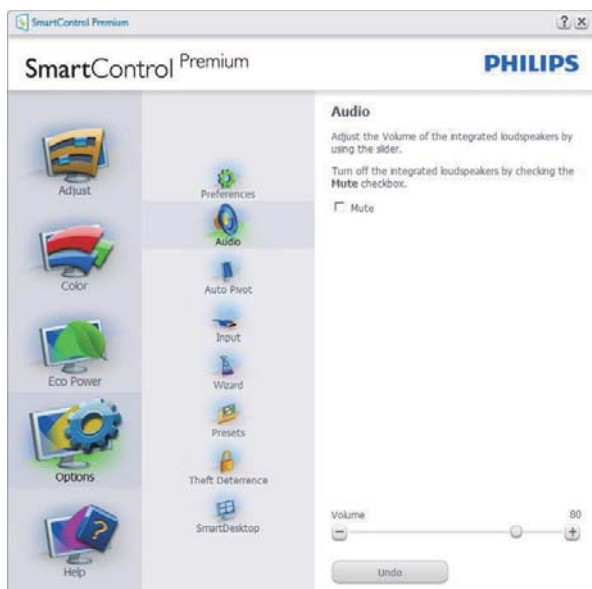 SmartControl Premium
SmartControl Premium
PHILIPS
Adjust
Color
Eco Power
Options
Help
Preferences
Audio
Auto Pivot
Input
Wizard
Presets
Theft Deterrence
SmartDesktop
Audio
Adjust the Volume of the integrated loudspeakers by
using the slider.
Turn off the integrated loudspeakers by checking the
Mute checkbox.
Mute
Volume 80
Undo